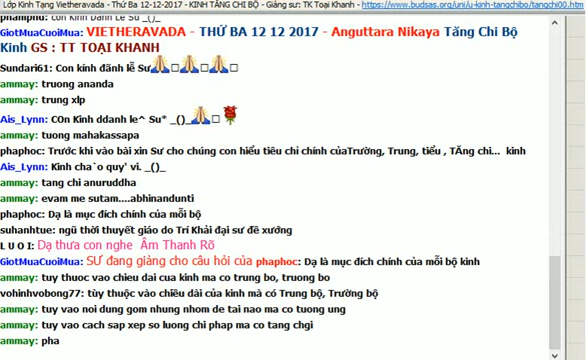 Lớp Kinh Tạng Vietheravada - Thứ Ba 12-12-2017 - KINH TĂNG CHI BỘ - Giảng sư: TK Toại Khanh - https://www.budsas.org/uni/u-kinh-tangchibo/tangchi00.htm
phamphu: Con Kinh Danh Le Su _()_
GiotMuaCuoiMua: VIETHERAVADA - THỨ BA 12 12 2017 - Anguttara Nikaya Tăng Chi Bộ
Kinh GS : TT TOẠI KHANH
Sundari61: Con kính đãnh lễ Sư
ammay: truong ananda
ammay: trung xlp
Ais_Lynn: COn Kinh ddanh le^ Su* _()_
ammay: tuong mahakassapa
phaphoc: Trước khi vào bài xin Sư cho chúng con hiểu tiêu chỉ chính củaTrường, Trung, tiểu , TĂng chi... kinh
Ais_Lynn: Kính cha`o quy' vi. _()_
ammay: tang chi anuruddha
ammay: evam me sutam....abhinandunti
phaphoc: Dạ là mục đích chính của mỗi bộ
suhanhtue: ngũ thời thuyết giáo do Trí Khải đại sư đề xướng
L U O I: Dạ thưa con nghe Âm Thanh Rõ
GiotMuaCuoiMua: SƯ đang giảng cho câu hỏi của phaphoc: Dạ là mục đích chính của mỗi bộ kinh
ammay: tuy thuoc vao chieu dai cua kinh ma co trung bo, truong bo
vohinhvobong77: tùy thuộc vào chiều dài của kinh mà có Trung bộ, Trường bộ
ammay: tuy vao noi dung gom nhung nhom de tai nao ma co tuong ung
ammay: tuy vao cach sap xep so luong chi phap ma co tang chgi
ammay: pha